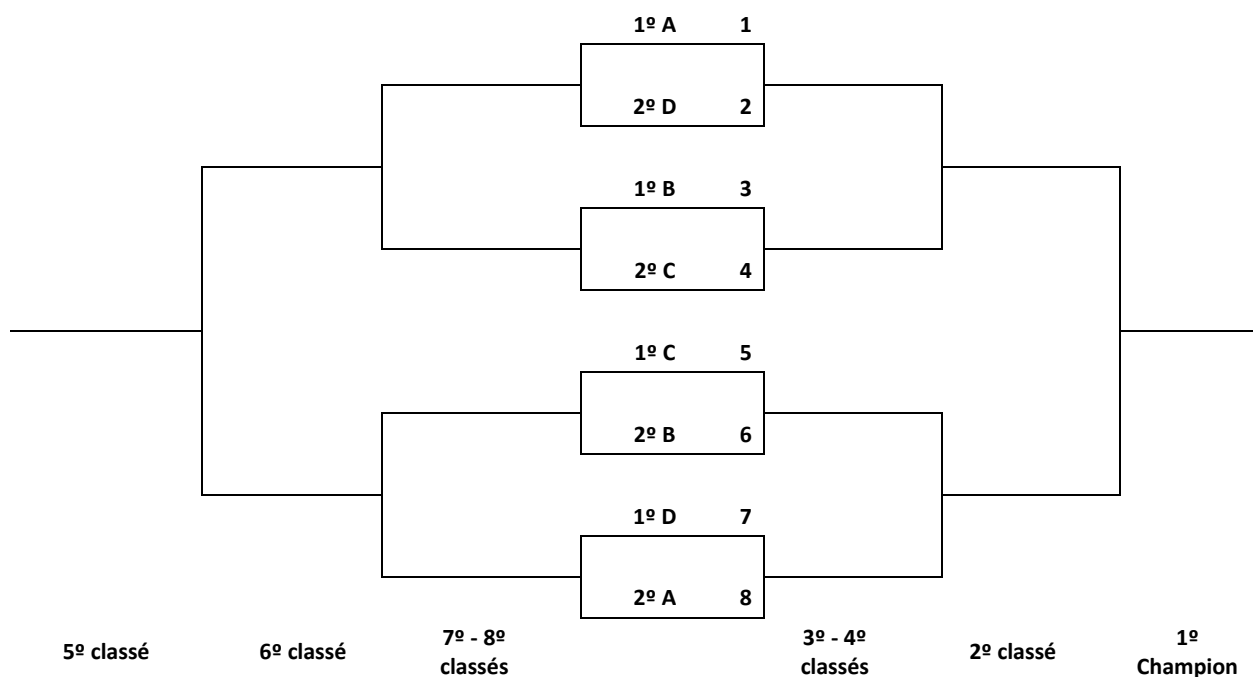 1º A 1
2º D 2
1º B 3
2º C 4
1º C 5
2º B 6
1º D 7
2º A 8
5º classé
6º classé
7º - 8º
classés
3º - 4º
classés
2º classé
1º
Champion